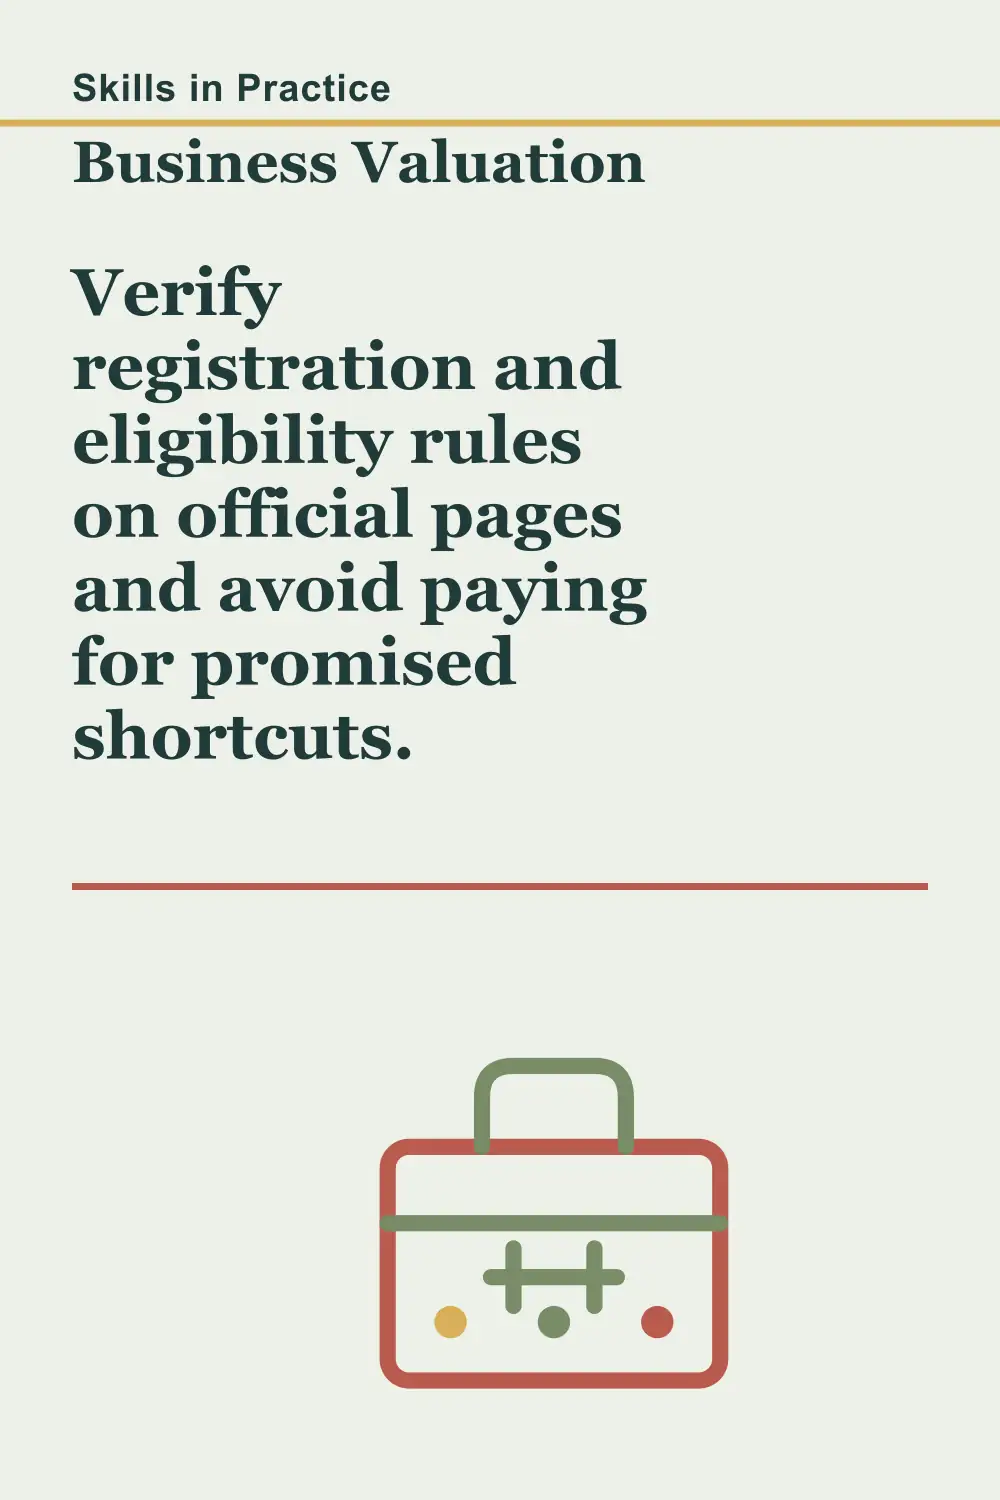 Skills in Practice
Business Valuation
Verify
registration and
eligibility rules
on official pages
and avoid paying
for promised
shortcuts.